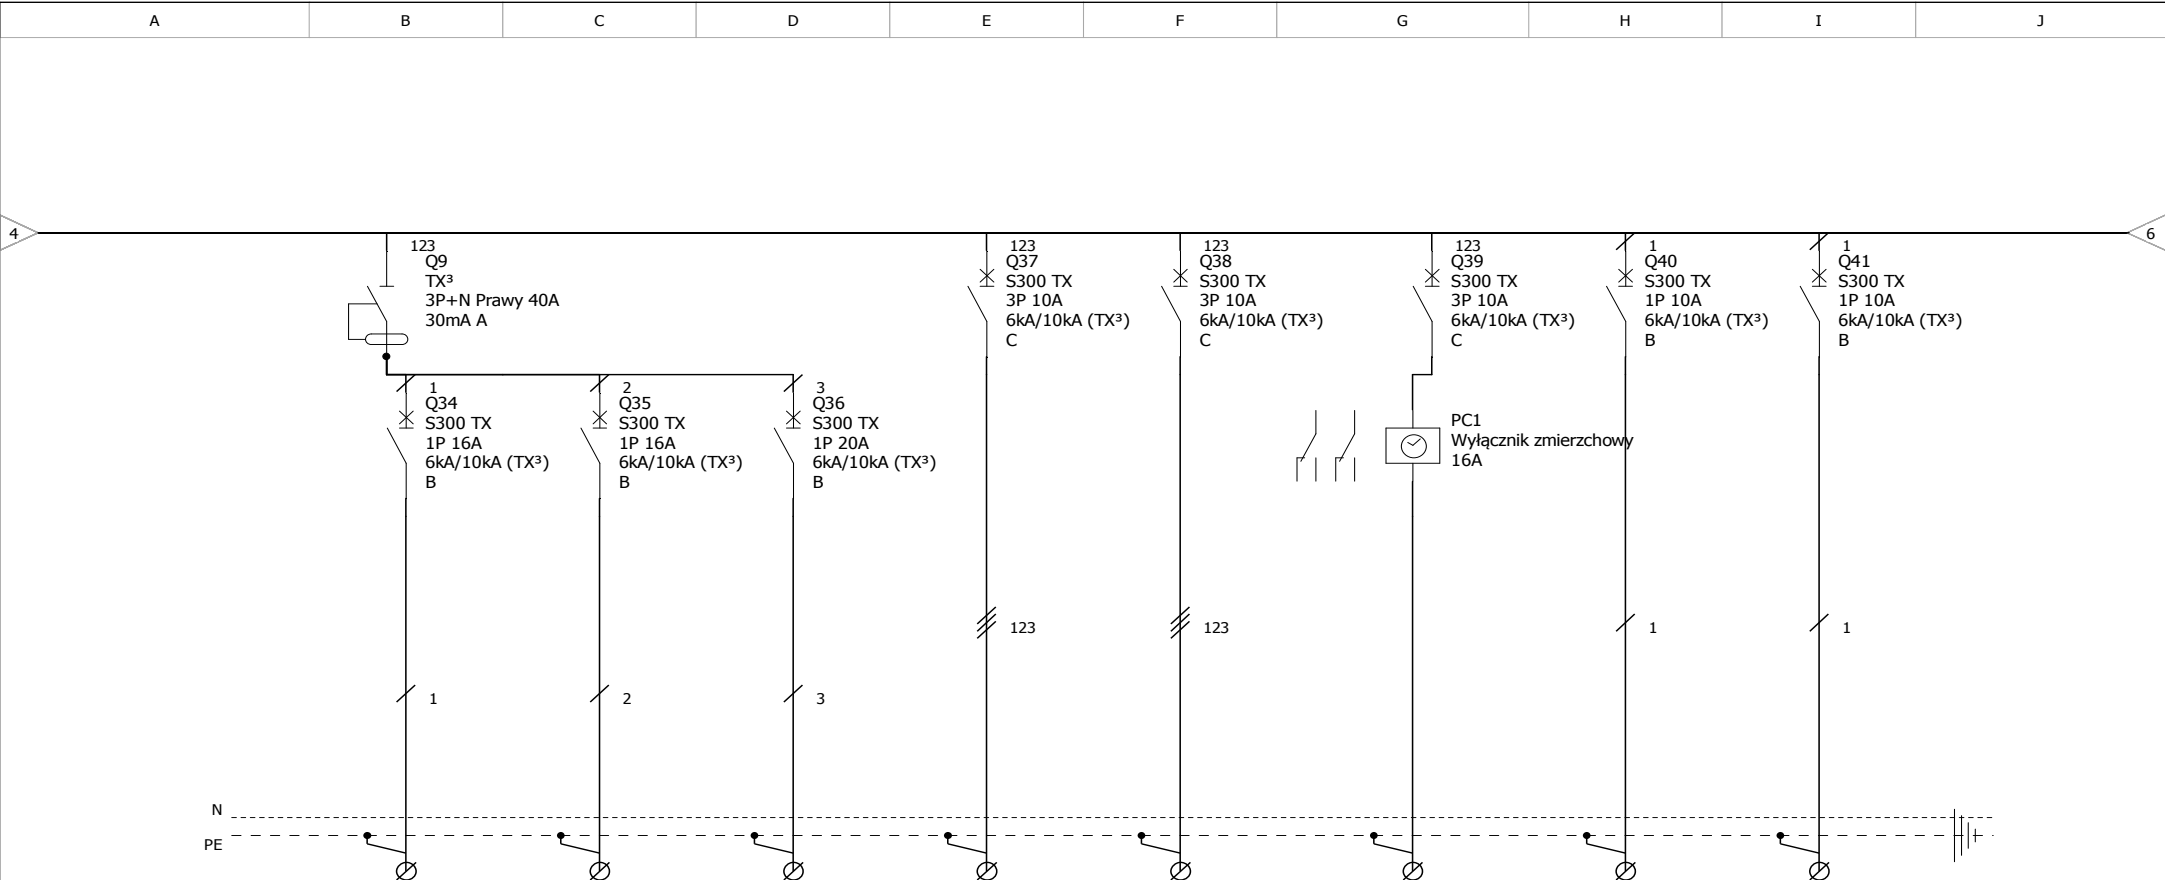 A B C D E F G H I J
4
6
123
Q9
TX³
3P+N Prawy 40A
30mA A
123
Q37
S300 TX
3P 10A
6kA/10kA (TX³)
C
123
Q38
S300 TX
3P 10A
6kA/10kA (TX³)
C
123
Q39
S300 TX
3P 10A
6kA/10kA (TX³)
C
1
Q40
S300 TX
1P 10A
6kA/10kA (TX³)
B
1
Q41
S300 TX
1P 10A
6kA/10kA (TX³)
B
1
Q34
S300 TX
1P 16A
6kA/10kA (TX³)
B
2
Q35
S300 TX
1P 16A
6kA/10kA (TX³)
B
3
Q36
S300 TX
1P 20A
6kA/10kA (TX³)
B
PC1
Wyłącznik zmierzchowy
16A
123
123
1
1
1
2
3
N
PE